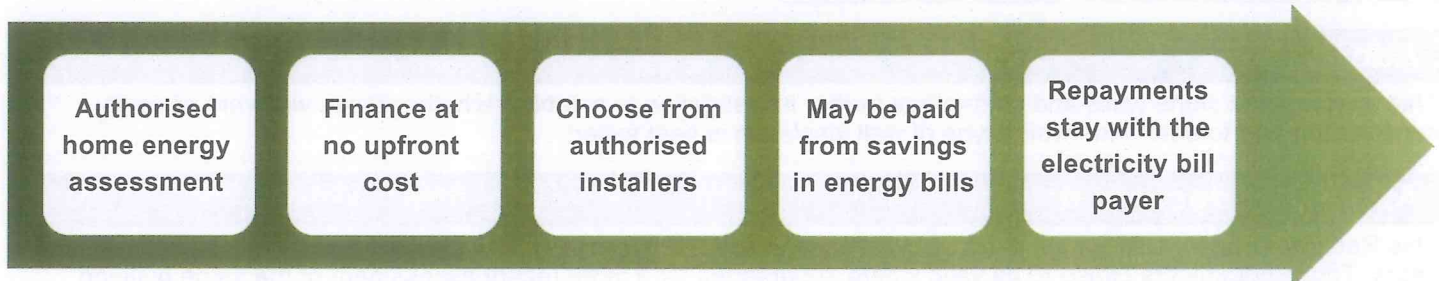 Authorised
home energy
assessment
Finance at
no upfront
cost
Choose from
authorised
installers
May be paid
from savings
in energy bills
Repayments
stay with the
electricity bill
payer